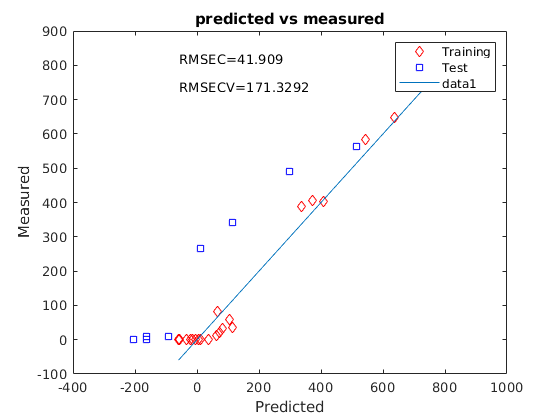 predicted vs measured
RMSEC=41.909
RMSECV=171.3292
Training
Test
data1
900
800
700
600
500
400
300
200
100
0
-100
Measured
-400
-200
0
200
400
600
800
1000
Predicted